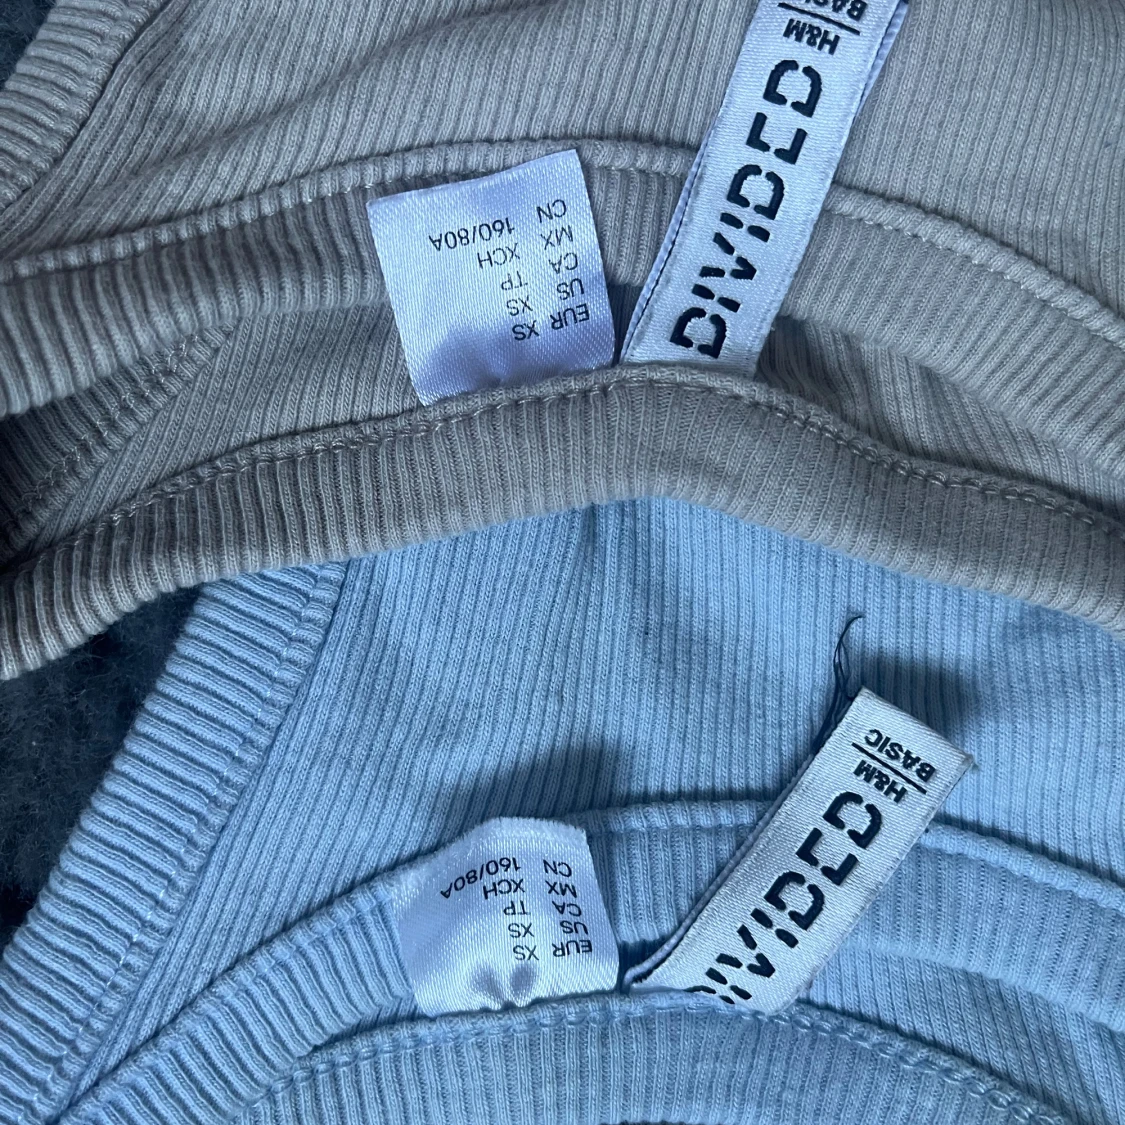 DIVIDED
H&M
EUR XS
US XS
CA TP
MX XCH
CN 160/80A
DIVIDED
H&M
BASIC
EUR XS
US XS
CA TP
MX XCH
CN 160/80A